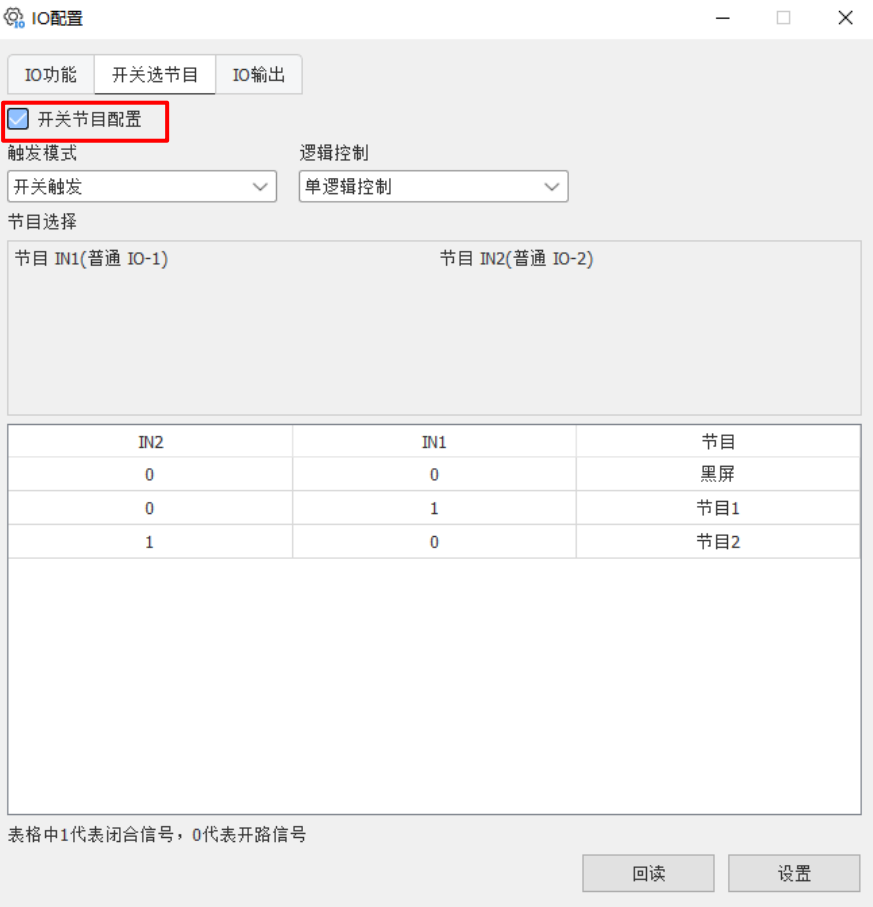 IO配置
IO功能 开关选节目 IO输出
开关节目配置
触发模式 逻辑控制
开关触发 单逻辑控制
节目选择
节目 IN1(普通 IO-1) 节目 IN2(普通 IO-2)
IN2 IN1 节目
0 0 黑屏
0 1 节目1
1 0 节目2
表格中1代表闭合信号，0代表开路信号
回读 设置